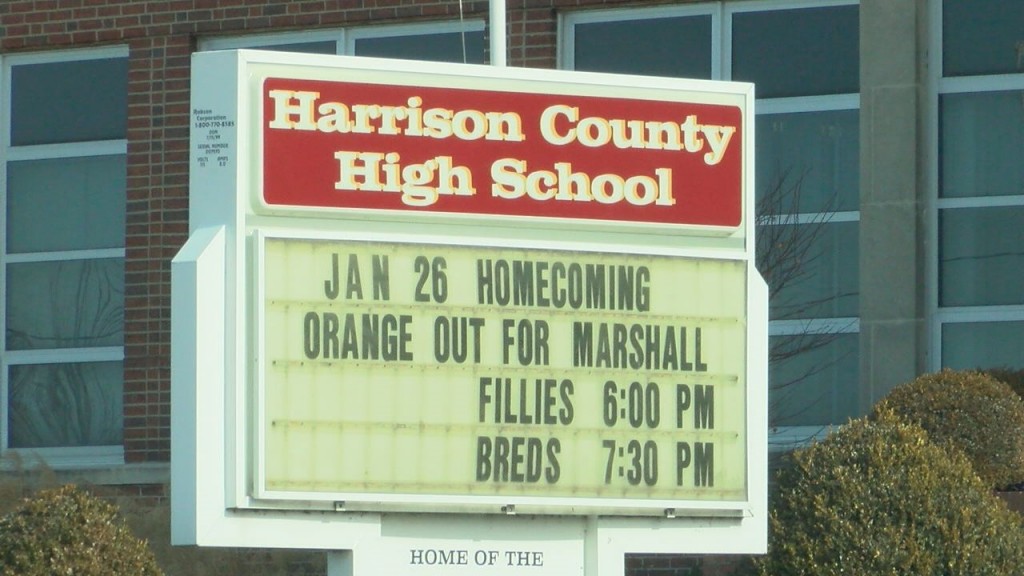 Harrison County
High School
JAN 26 HOMECOMING
ORANGE OUT FOR MARSHALL
FILLIES 6:00 PM
BREDS 7:30 PM
HOME OF THE
Corporation